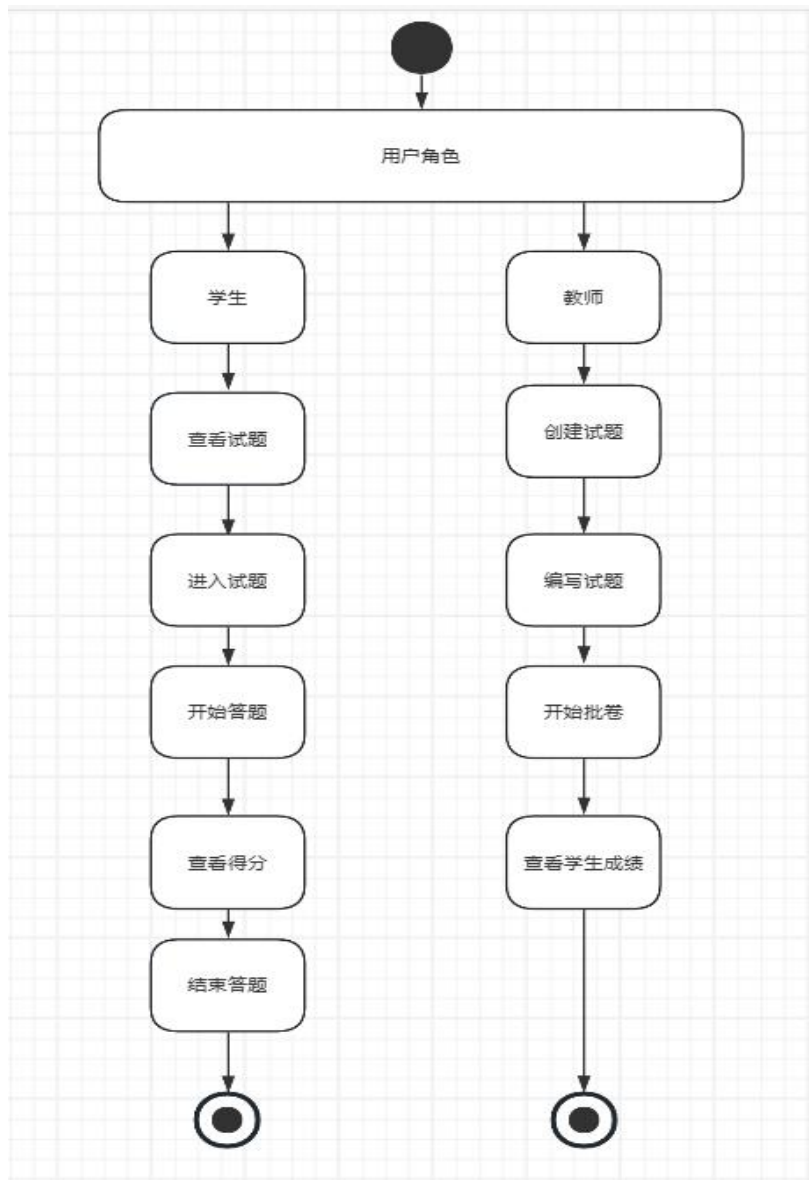 用户角色
学生
教师
查看试题
创建试题
进入试题
编写试题
开始答题
开始批卷
查看得分
查看学生成绩
结束答题